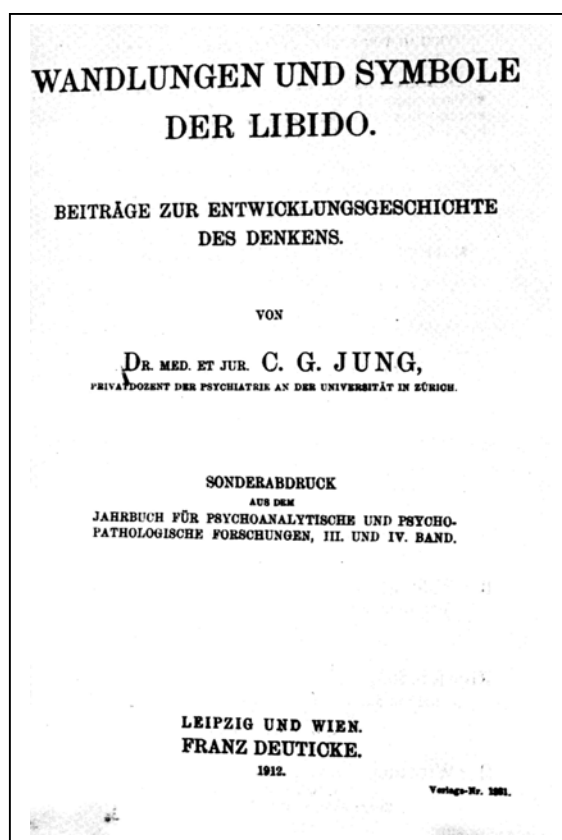 WANDLUNGEN UND SYMBOLE
DER LIBIDO.
BEITRÄGE ZUR ENTWICKLUNGSGESCHICHTE
DES DENKENS.
VON
DR. MED. ET JUR. C. G. JUNG,
PRIVATDOZENT DER PSYCHIATRIE AN DER UNIVERSITÄT IN ZÜRICH.
SONDERABDRUCK
AUS DEM
JAHRBUCH FÜR PSYCHOANALYTISCHE UND PSYCHO-
PATHOLOGISCHE FORSCHUNGEN, III. UND IV. BAND.
LEIPZIG UND WIEN.
FRANZ DEUTICKE.
1912.
Verlags-Nr.